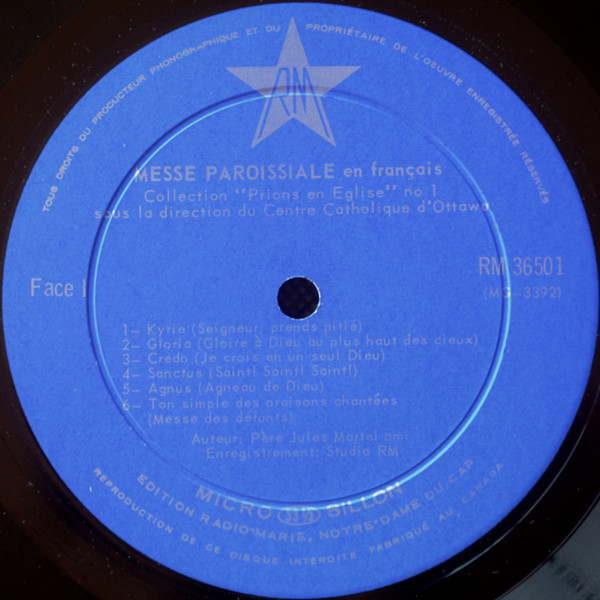 TOUS DROITS DU PRODUCTEUR PHONOGRAPHIQUE ET DU PROPRIÉTAIRE DE L'OEUVRE ENREGISTRÉE RÉSERVÉS
RM
MESSE PAROISSIALE en français
Collection "Prions en Eglise" no 1
sous la direction du Centre Catholique d'Ottawa
Face I
RM 36501
(MS-3392)
1— Kyrie (Seigneur, prends pitié)
2— Gloria (Gloire à Dieu au plus haut des cieux)
3— Credo (Je crois en un seul Dieu)
4— Sanctus (Saint! Saint! Saint!)
5— Agnus (Agneau de Dieu)
6— Ton simple des oraisons chantées
(Messe des défunts)
Auteur: Père Jules Martel omi
Enregistrement: Studio RM
MICRO 33⅓ SILLON
EDITION RADIO-MARIE, NOTRE-DAME-DU-CAP
REPRODUCTION DE CE DISQUE INTERDITE FABRIQUÉ AU CANADA